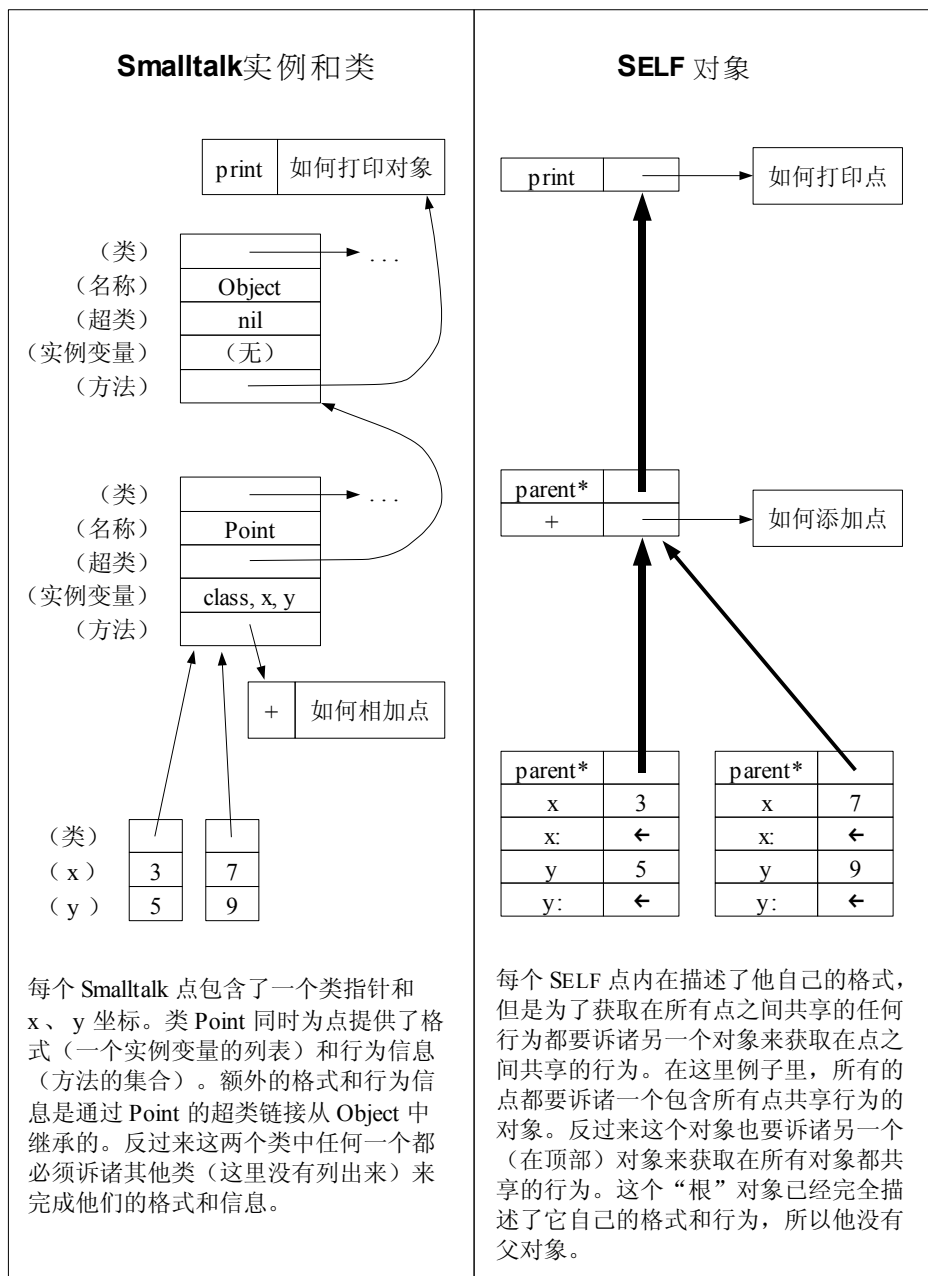 Smalltalk实例和类
print 如何打印对象
（类） ...
（名称） Object
（超类） nil
（实例变量） （无）
（方法）
（类） ...
（名称） Point
（超类）
（实例变量） class, x, y
（方法）
+ 如何相加点
（类）
（x） 3 7
（y） 5 9
每个 Smalltalk 点包含了一个类指针和
x 、 y 坐标。类 Point 同时为点提供了格
式（一个实例变量的列表）和行为信息
（方法的集合）。额外的格式和行为信
息是通过 Point 的超类链接从 Object 中
继承的。反过来这两个类中任何一个都
必须诉诸其他类（这里没有列出来）来
完成他们的格式和信息。
SELF 对象
print 如何打印点
parent*
+ 如何添加点
parent* parent*
x 3 x 7
x: ← x: ←
y 5 y 9
y: ← y: ←
每个 SELF 点内在描述了他自己的格式，
但是为了获取在所有点之间共享的任何
行为都要诉诸另一个对象来获取在点之
间共享的行为。在这里例子里，所有的
点都要诉诸一个包含所有点共享行为的
对象。反过来这个对象也要诉诸另一个
（在顶部）对象来获取在所有对象都共
享的行为。这个“根”对象已经完全描
述了它自己的格式和行为，所以他没有
父对象。